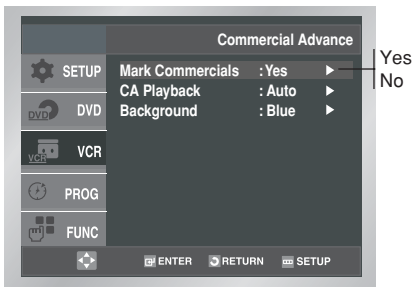 Commercial Advance
SETUP
Mark Commercials :Yes
Yes
No
DVD
DVD
CA Playback : Auto
Background : Blue
VCR
VCR
PROG
FUNC
ENTER RETURN SETUP